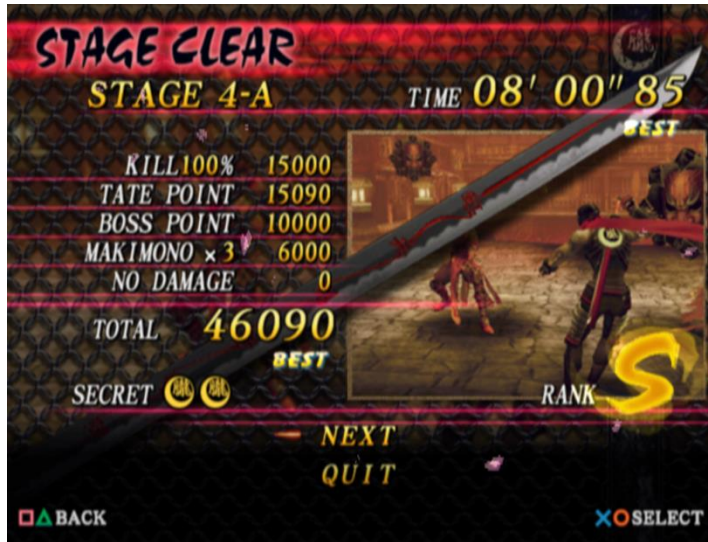 STAGE CLEAR
STAGE 4-A
TIME 08' 00" 85
BEST
KILL 100% 15000
TATE POINT 15090
BOSS POINT 10000
MAKIMONO × 3 6000
NO DAMAGE 0
TOTAL 46090
BEST
SECRET
RANK S
NEXT
QUIT
□△ BACK
×○ SELECT